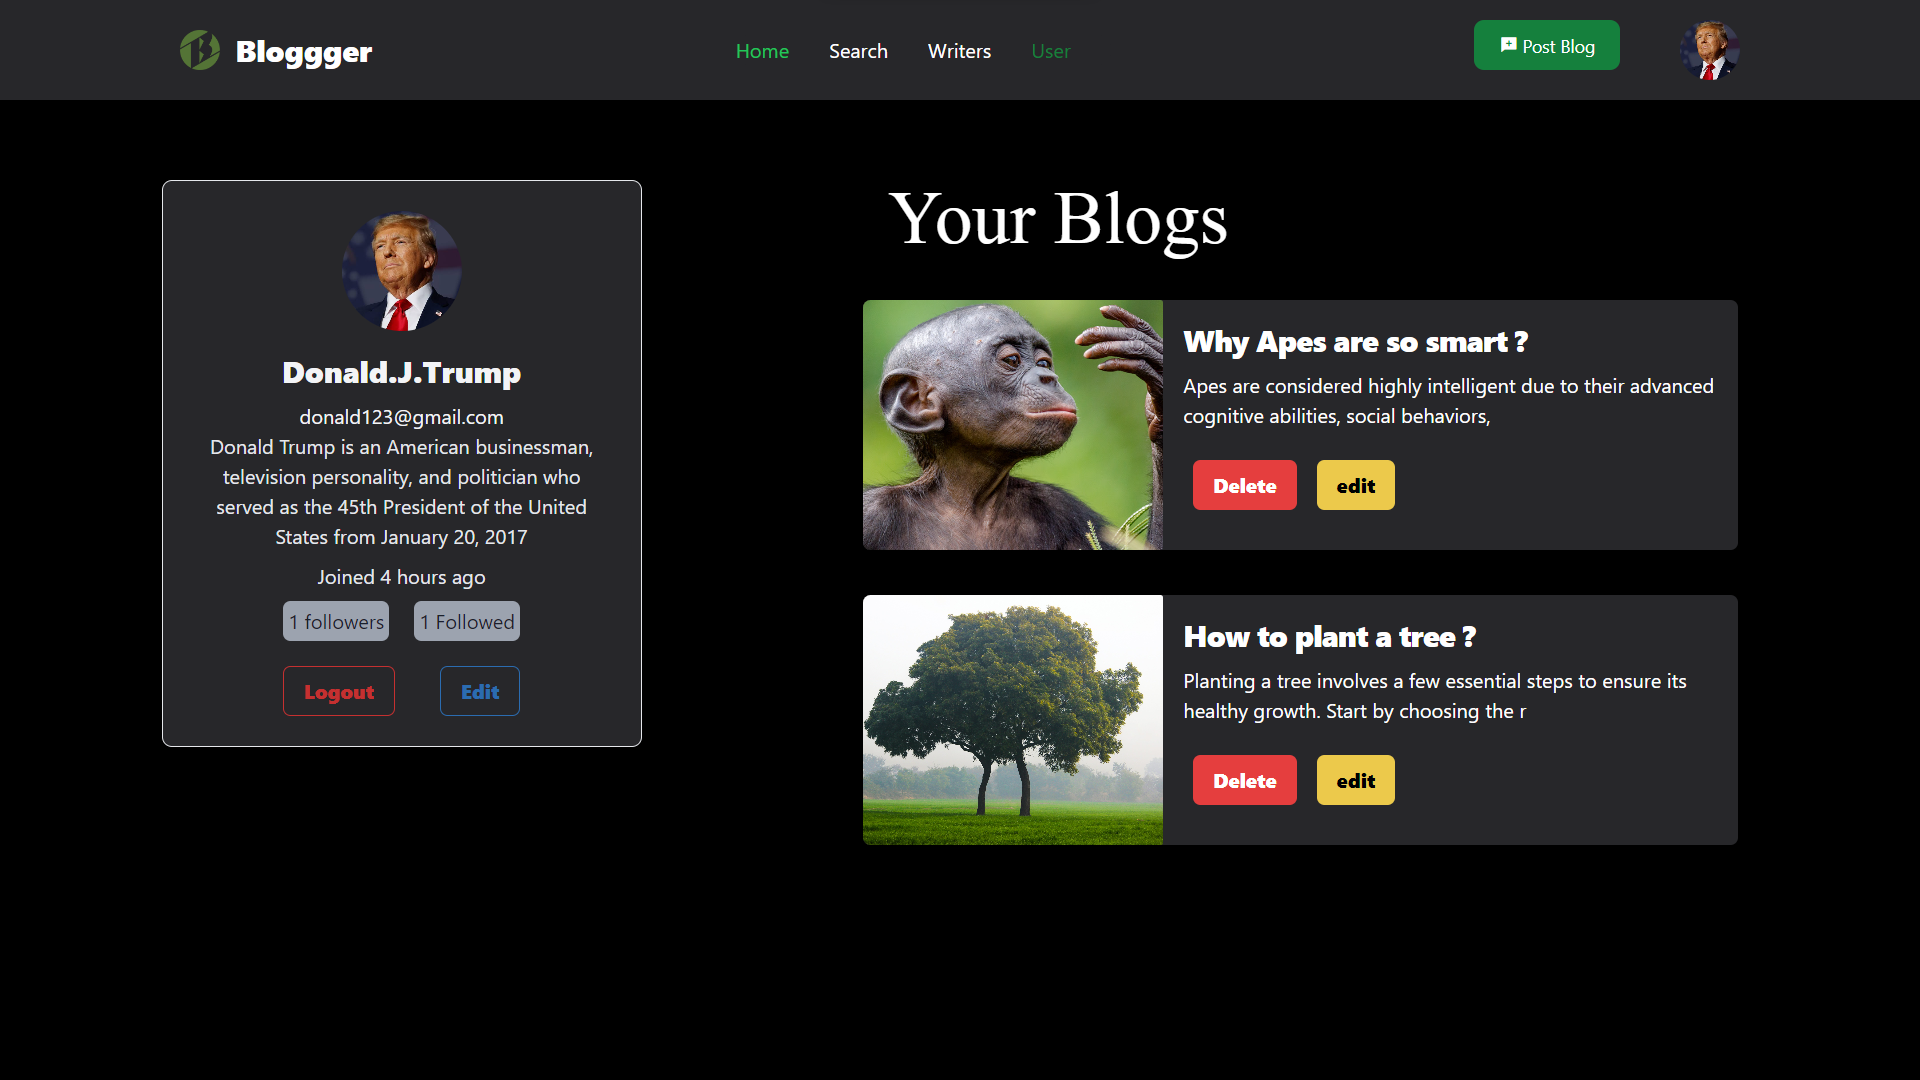 Bloggger
Home Search Writers User
Post Blog
Donald.J.Trump
donald123@gmail.com
Donald Trump is an American businessman,
television personality, and politician who
served as the 45th President of the United
States from January 20, 2017
Joined 4 hours ago
1 followers 1 Followed
Logout Edit
Your Blogs
Why Apes are so smart ?
Apes are considered highly intelligent due to their advanced
cognitive abilities, social behaviors,
Delete edit
How to plant a tree ?
Planting a tree involves a few essential steps to ensure its
healthy growth. Start by choosing the r
Delete edit